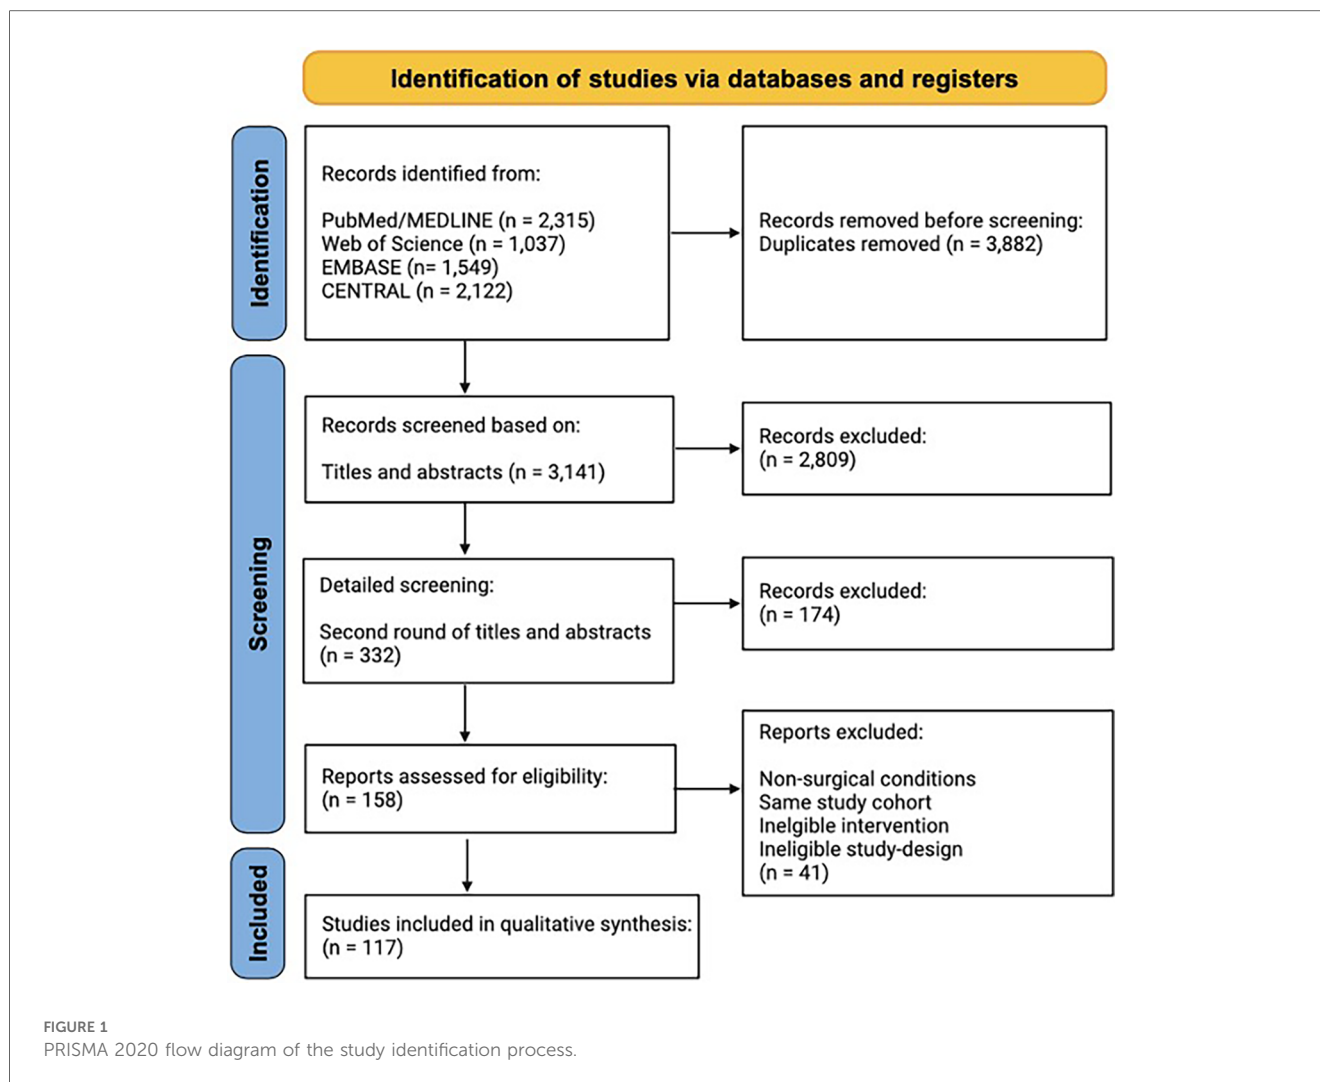 Identification of studies via databases and registers
Identification
Records identified from:
PubMed/MEDLINE (n = 2,315)
Web of Science (n = 1,037)
EMBASE (n= 1,549)
CENTRAL (n = 2,122)
Records removed before screening:
Duplicates removed (n = 3,882)
Screening
Records screened based on:
Titles and abstracts (n = 3,141)
Records excluded:
(n = 2,809)
Detailed screening:
Second round of titles and abstracts
(n = 332)
Records excluded:
(n = 174)
Reports assessed for eligibility:
(n = 158)
Reports excluded:
Non-surgical conditions
Same study cohort
Inelgible intervention
Ineligible study-design
(n = 41)
Included
Studies included in qualitative synthesis:
(n = 117)
FIGURE 1
PRISMA 2020 flow diagram of the study identification process.